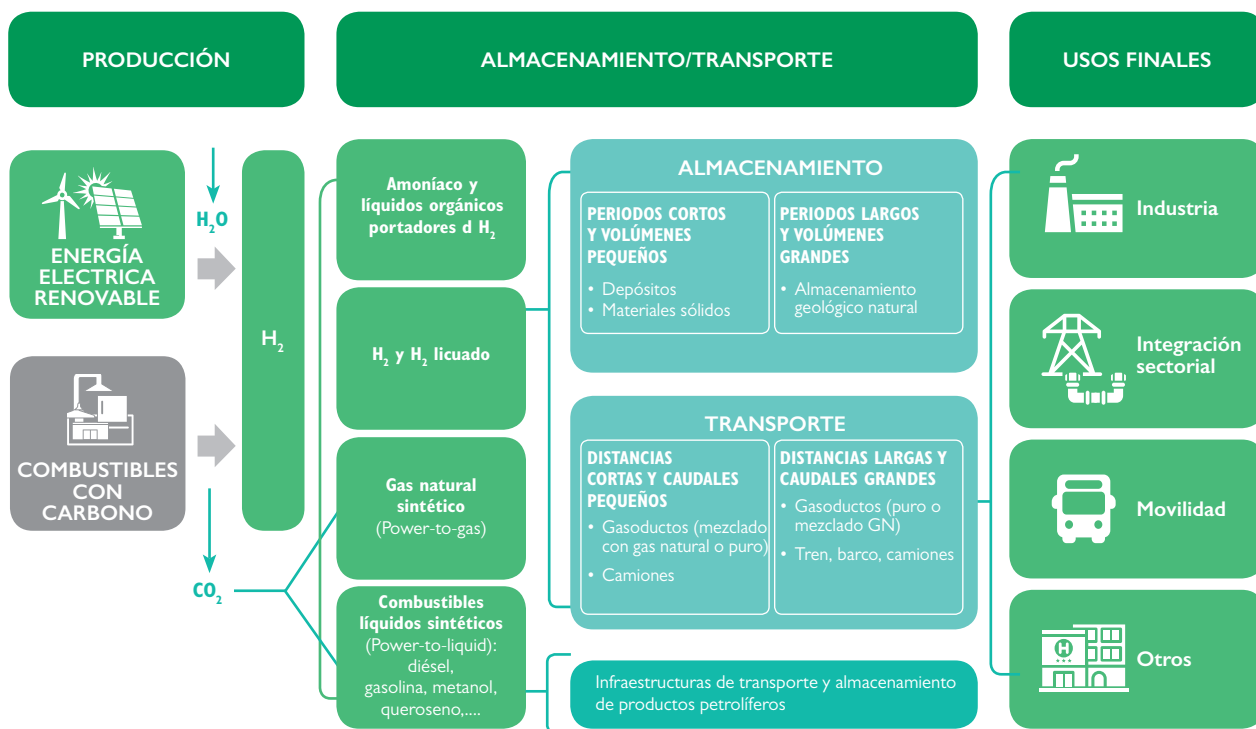 PRODUCCIÓN
ALMACENAMIENTO/TRANSPORTE
USOS FINALES
H₂O
ENERGÍA
ELECTRICA
RENOVABLE
COMBUSTIBLES
CON
CARBONO
CO₂
H₂
Amoníaco y
líquidos orgánicos
portadores d H₂
H₂ y H₂ licuado
Gas natural
sintético
(Power-to-gas)
Combustibles
líquidos sintéticos
(Power-to-liquid):
diésel,
gasolina, metanol,
queroseno,....
ALMACENAMIENTO
PERIODOS CORTOS
Y VOLÚMENES
PEQUEÑOS
• Depósitos
• Materiales sólidos
PERIODOS LARGOS
Y VOLÚMENES
GRANDES
• Almacenamiento
geológico natural
TRANSPORTE
DISTANCIAS
CORTAS Y CAUDALES
PEQUEÑOS
• Gasoductos (mezclado
con gas natural o puro)
• Camiones
DISTANCIAS LARGAS Y
CAUDALES GRANDES
• Gasoductos (puro o
mezclado GN)
• Tren, barco, camiones
Infraestructuras de transporte y almacenamiento
de productos petrolíferos
Industria
Integración
sectorial
Movilidad
H
Otros